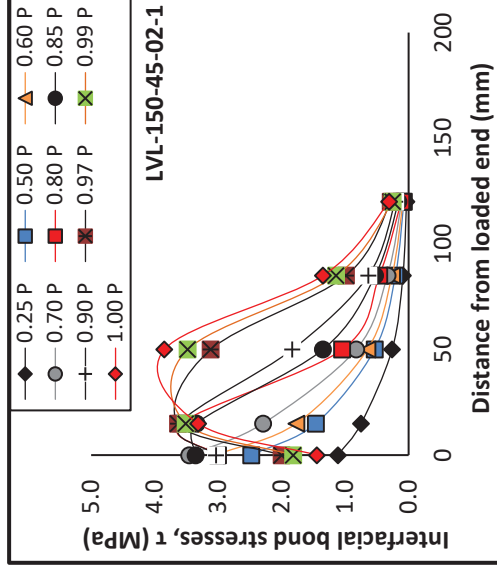 0.25 P 0.50 P 0.60 P
0.70 P 0.80 P 0.85 P
0.90 P 0.97 P 0.99 P
1.00 P
LVL-150-45-02-1
Interfacial bond stresses, τ (MPa)
5.0
4.0
3.0
2.0
1.0
0.0
0 50 100 150 200
Distance from loaded end (mm)